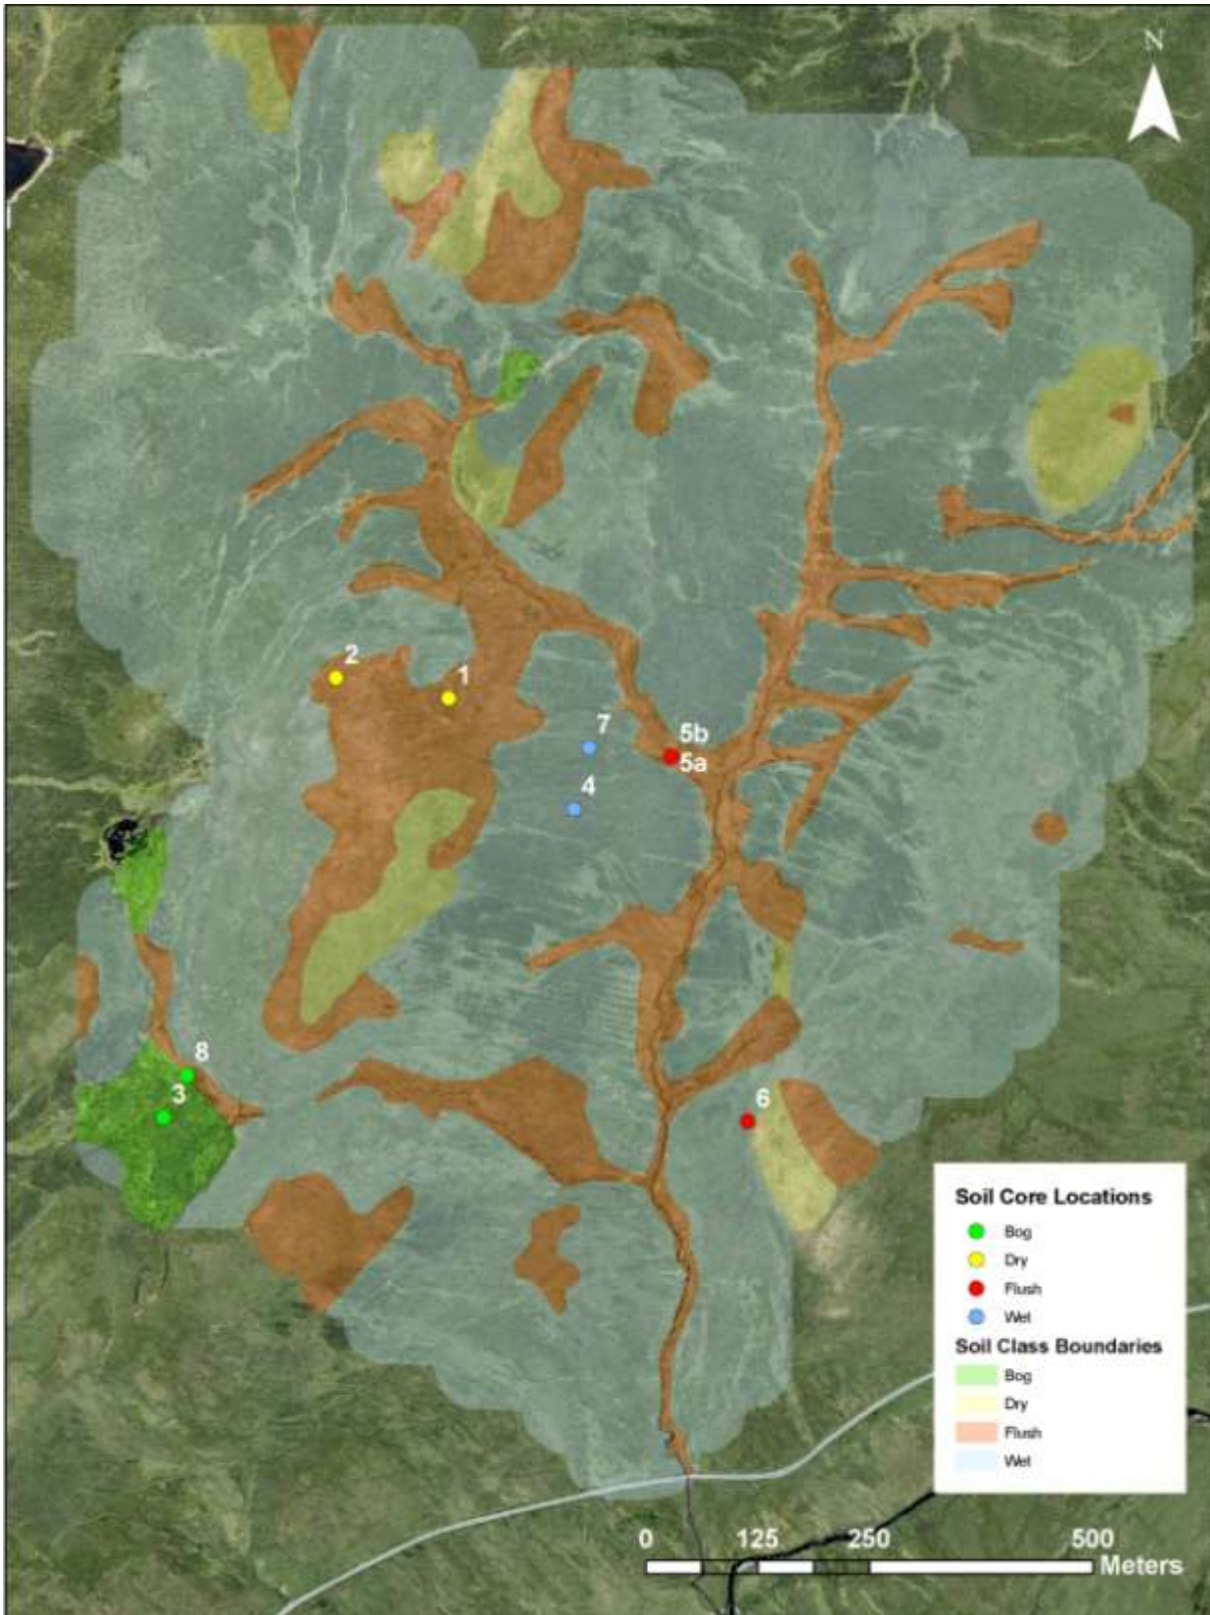 N
2
1
7
5b
5a
4
8
3
6
Soil Core Locations
Bog
Dry
Flush
Wet
Soil Class Boundaries
Bog
Dry
Flush
Wet
0 125 250 500
Meters